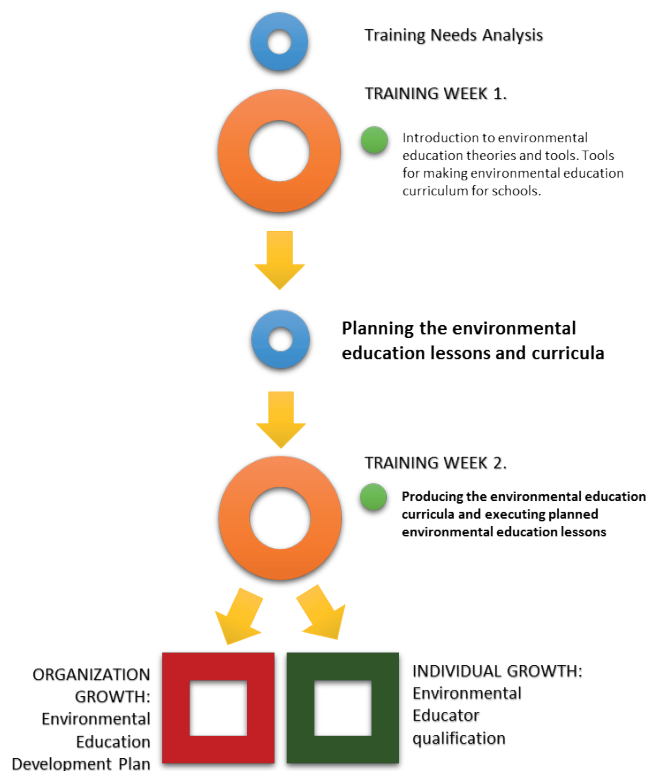 Training Needs Analysis
TRAINING WEEK 1.
Introduction to environmental
education theories and tools. Tools
for making environmental education
curriculum for schools.
Planning the environmental
education lessons and curricula
TRAINING WEEK 2.
Producing the environmental education
curricula and executing planned
environmental education lessons
ORGANIZATION
GROWTH:
Environmental
Education
Development Plan
INDIVIDUAL GROWTH:
Environmental
Educator
qualification